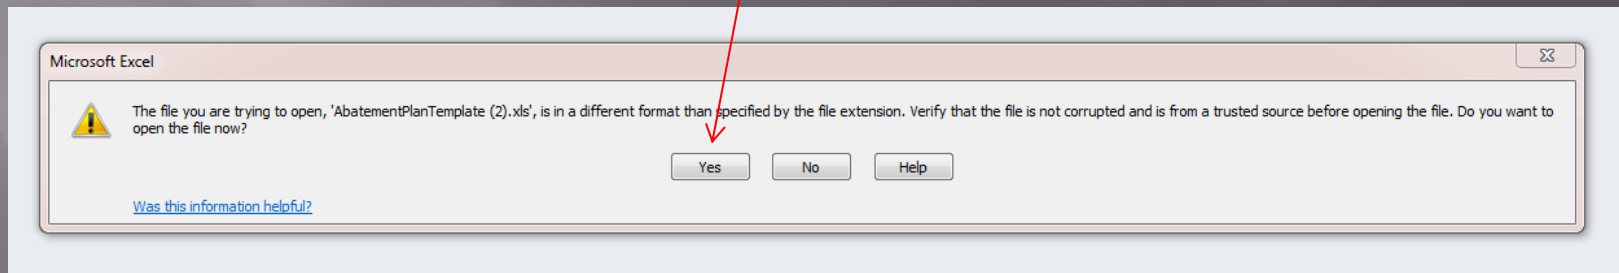 Microsoft Excel
The file you are trying to open, 'AbatementPlanTemplate (2).xls', is in a different format than specified by the file extension. Verify that the file is not corrupted and is from a trusted source before opening the file. Do you want to
open the file now?
Yes No Help
Was this information helpful?